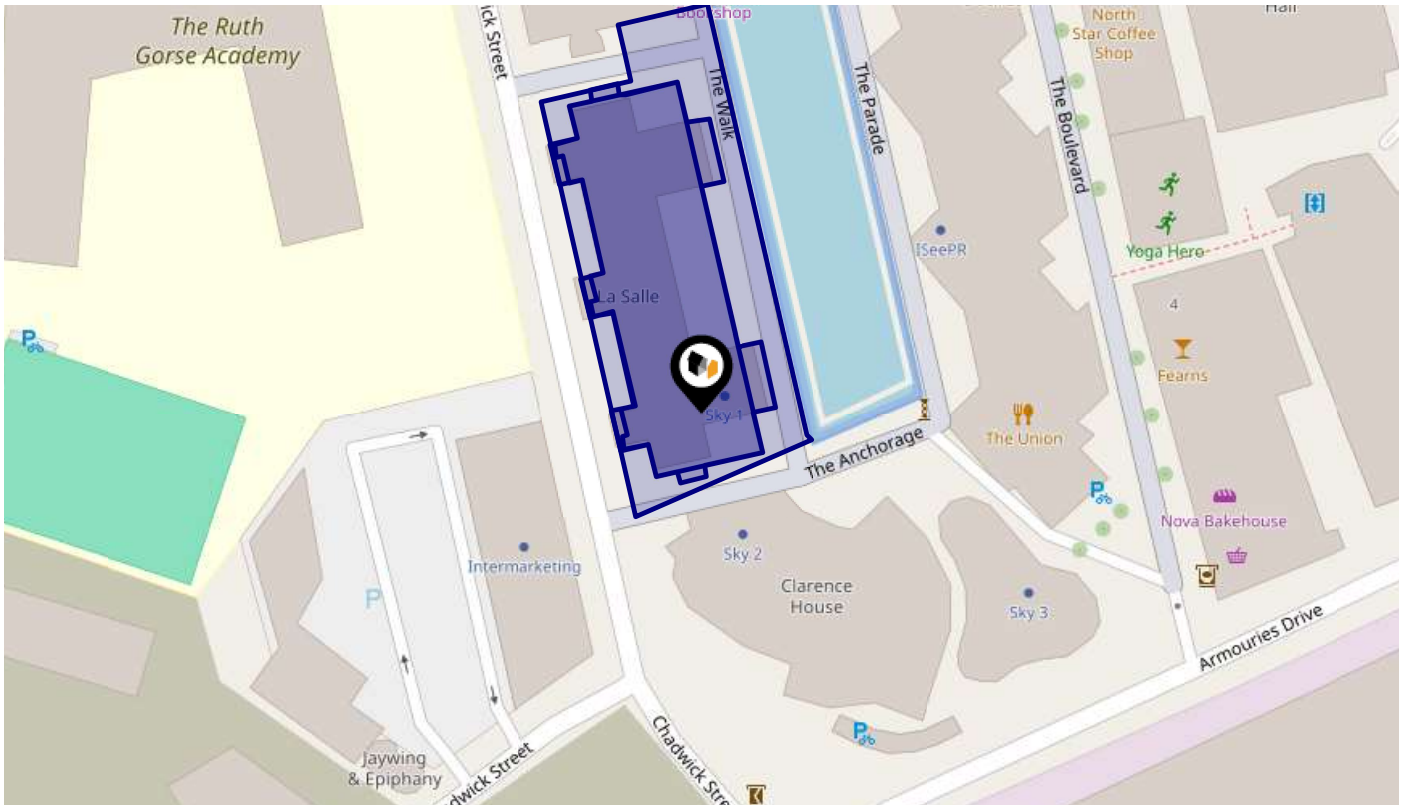 The Ruth
Gorse Academy
ick Street
Bookshop
The Walk
The Parade
The Boulevard
North
Star Coffee
Shop
Hall
ISeePR
Yoga Hero
4
Fearns
The Union
La Salle
Sky 1
The Anchorage
Nova Bakehouse
Intermarketing
Sky 2
Clarence
House
Sky 3
Armouries Drive
P
Jaywing
& Epiphany
dwick Street
Chadwick Stre
P
P
P